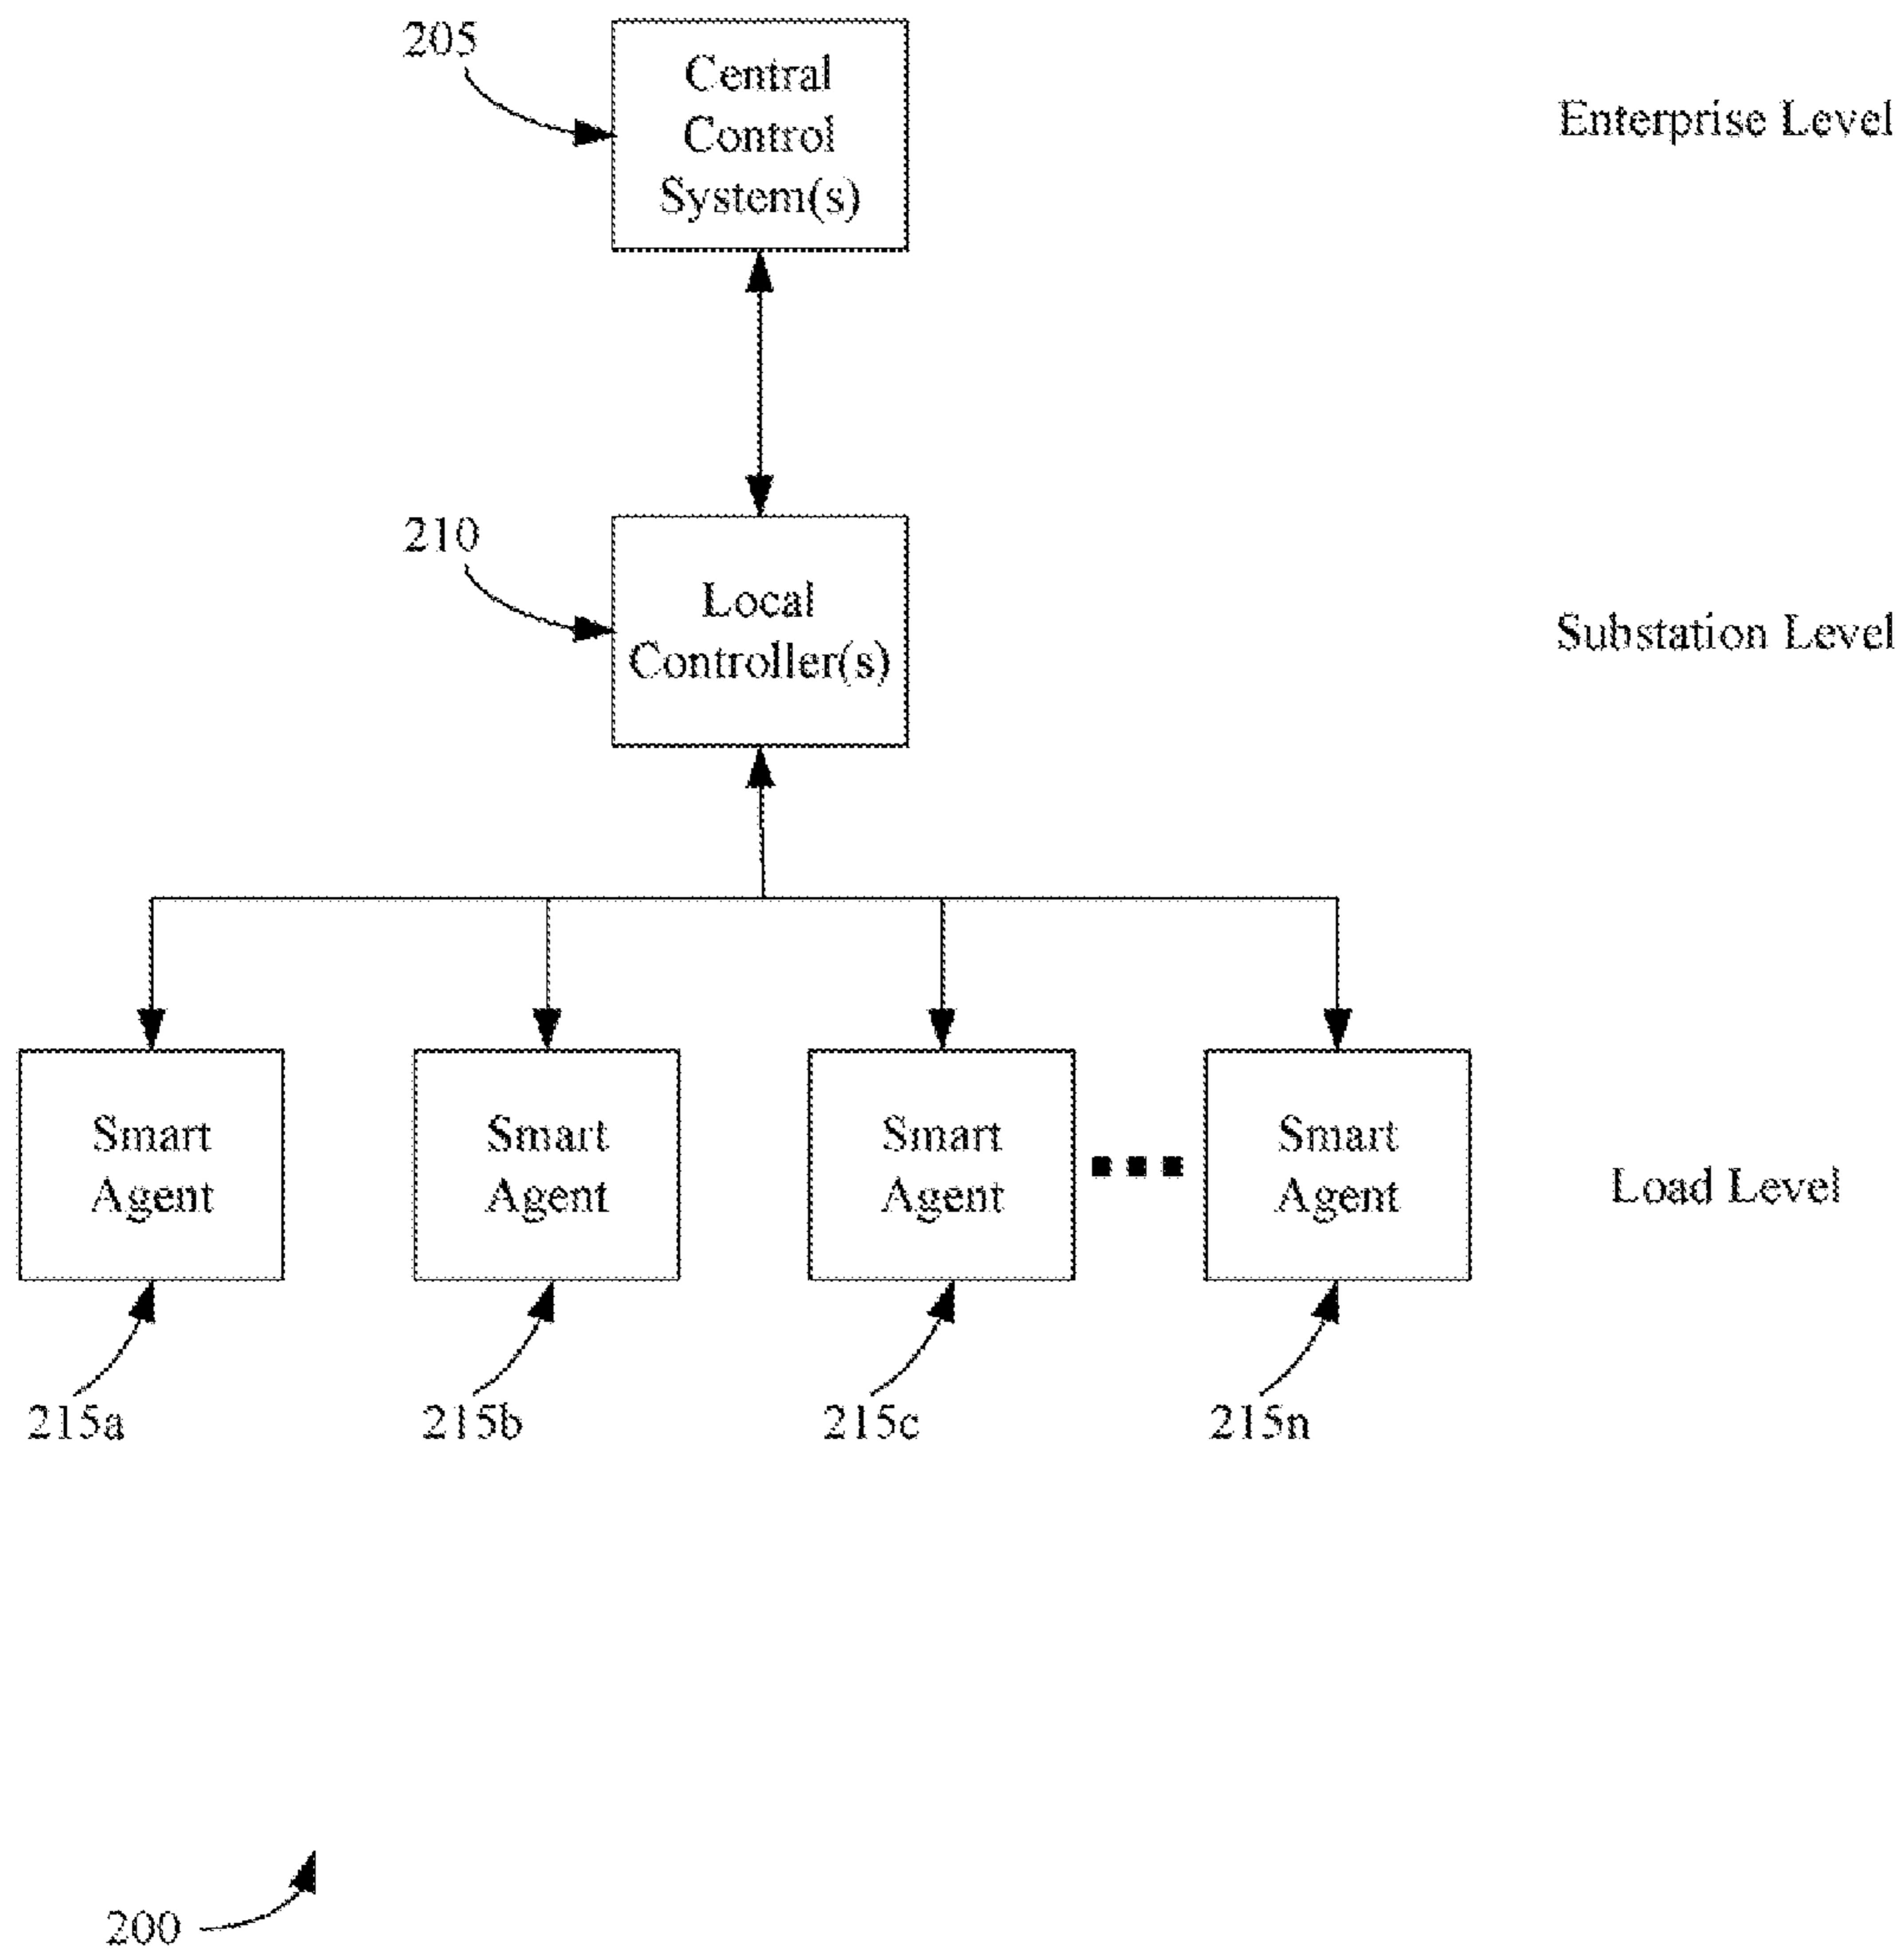 205
Central
Control
System(s)
Enterprise Level
210
Local
Controller(s)
Substation Level
Smart
Agent
Smart
Agent
Smart
Agent
Smart
Agent
Load Level
215a
215b
215c
215n
200